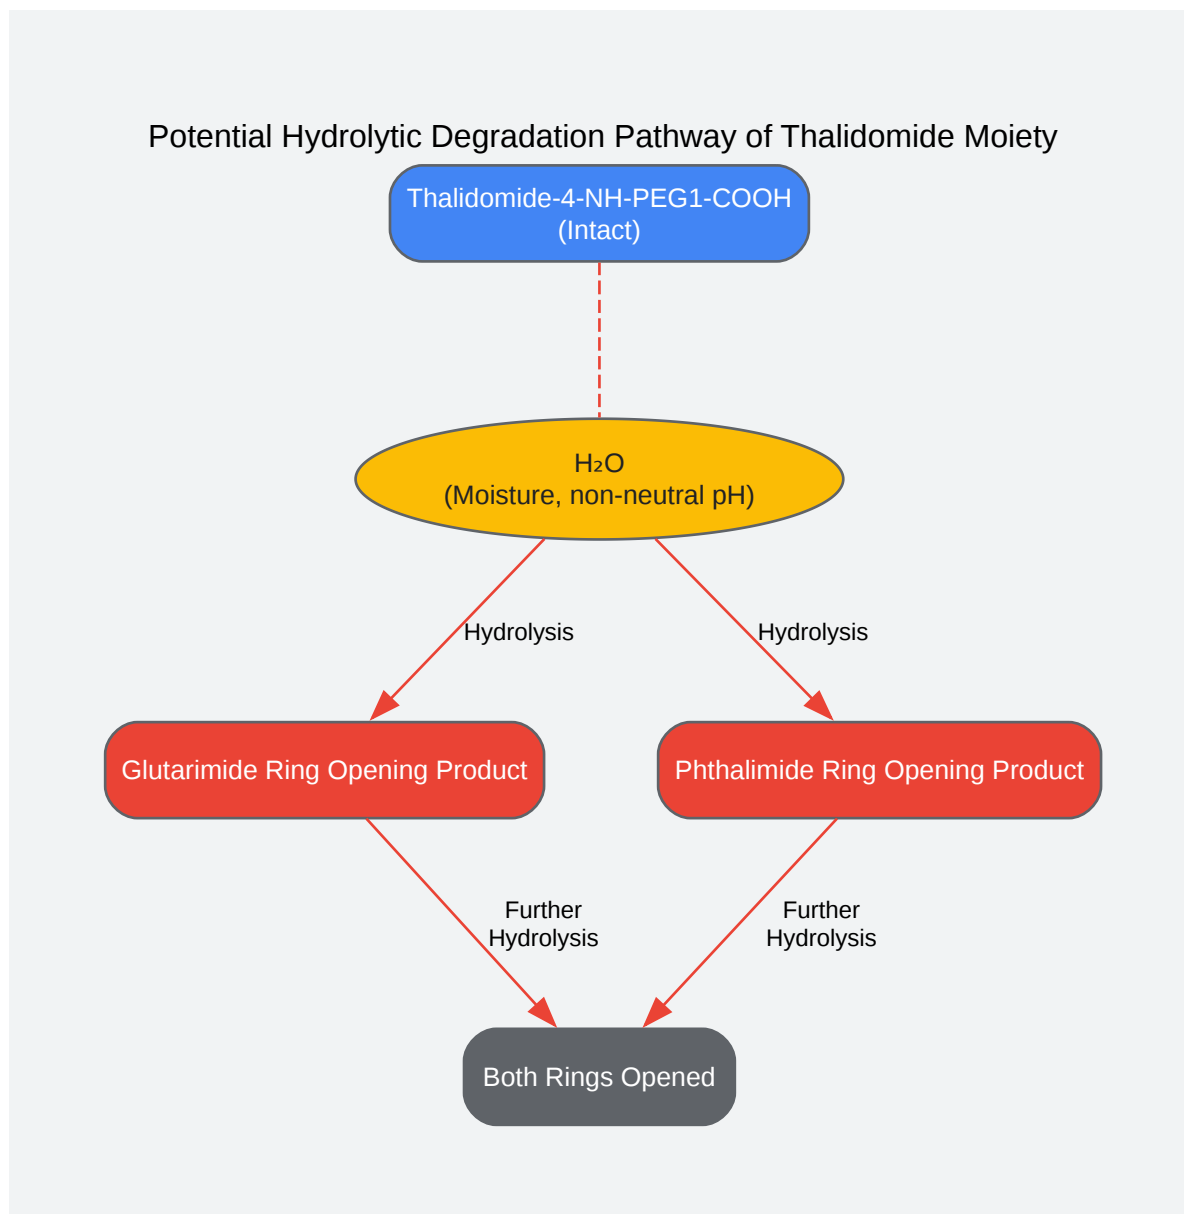 Potential Hydrolytic Degradation Pathway of Thalidomide Moiety
Thalidomide-4-NH-PEG1-COOH
(Intact)
H₂O
(Moisture, non-neutral pH)
Hydrolysis
Hydrolysis
Glutarimide Ring Opening Product
Phthalimide Ring Opening Product
Further
Hydrolysis
Further
Hydrolysis
Both Rings Opened